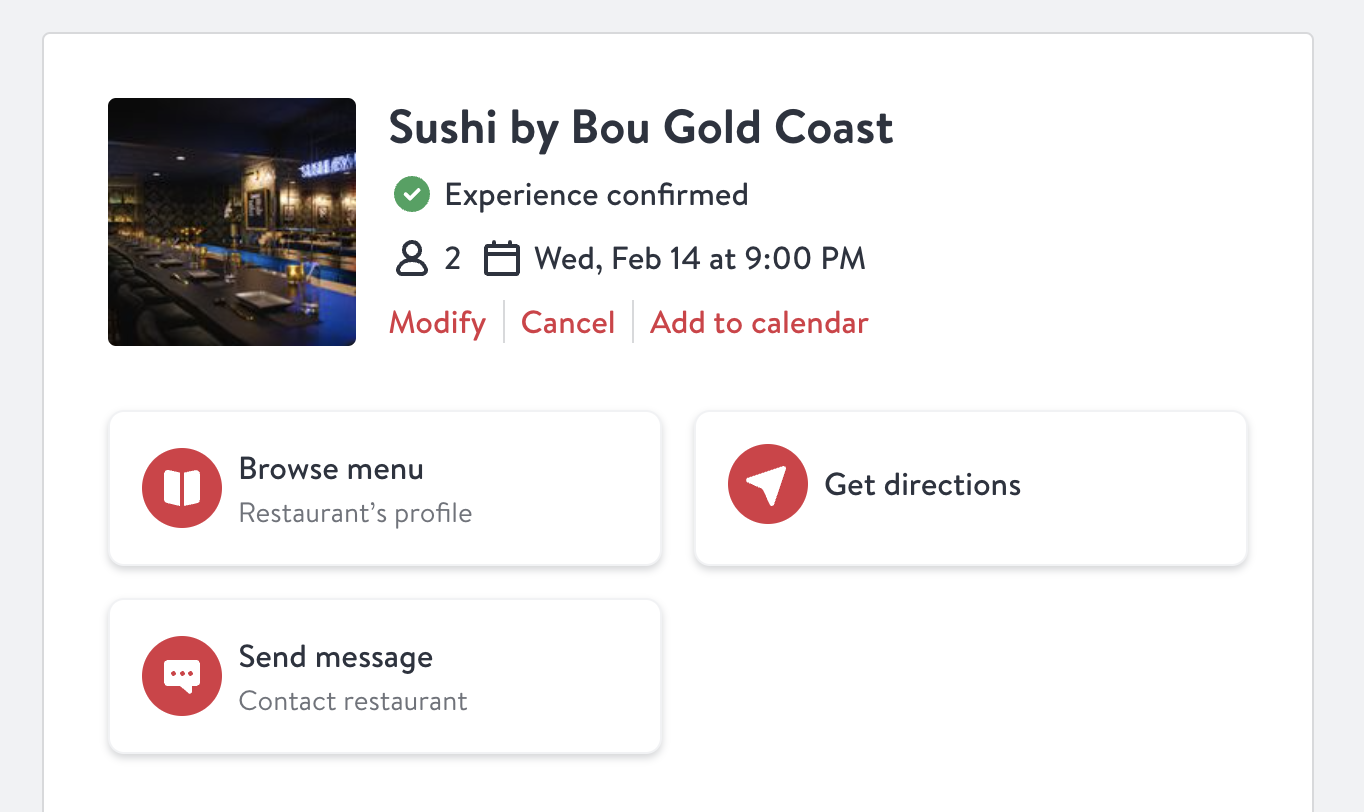 Sushi by Bou Gold Coast
Experience confirmed
2 Wed, Feb 14 at 9:00 PM
Modify Cancel Add to calendar
Browse menu
Restaurant’s profile
Get directions
Send message
Contact restaurant